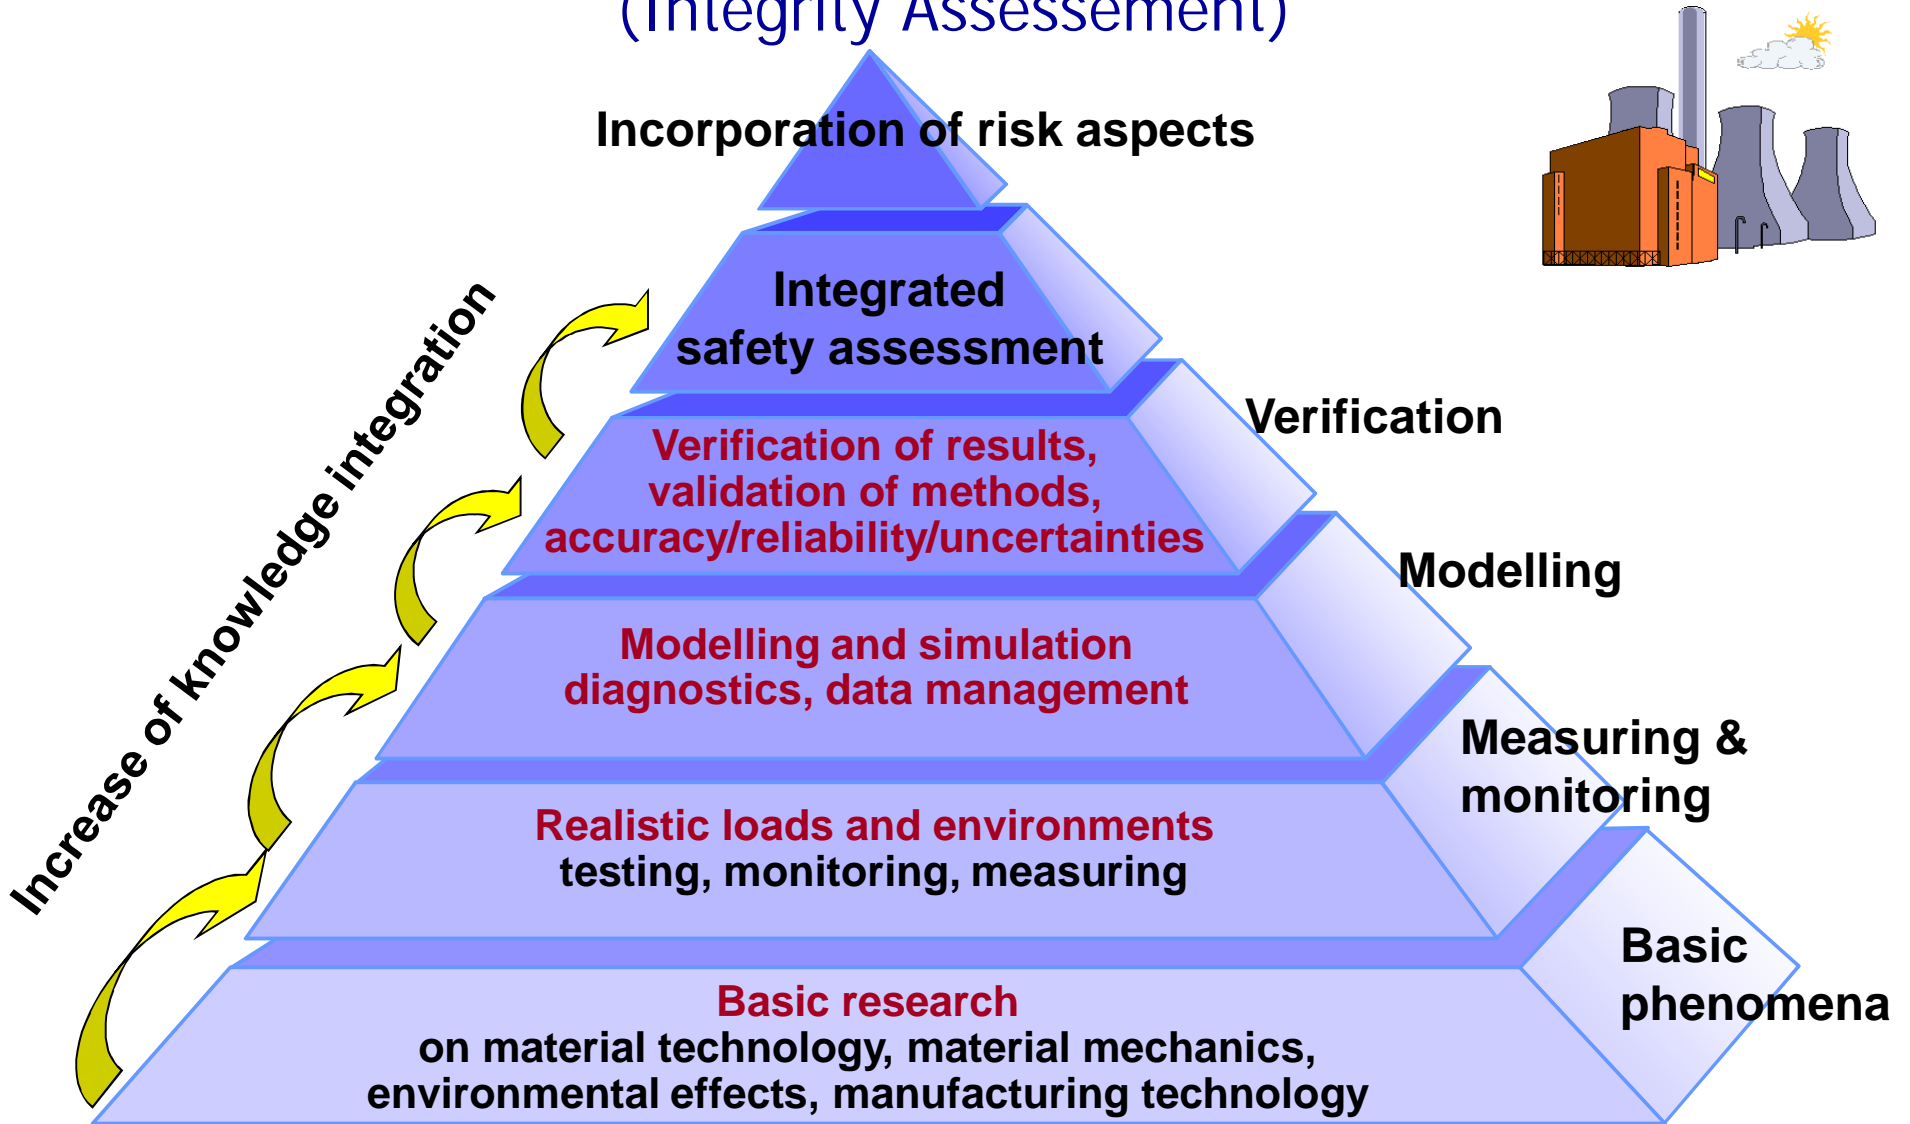 (Integrity Assessement)
Incorporation of risk aspects
Integrated
safety assessment
Verification
Verification of results,
validation of methods,
accuracy/reliability/uncertainties
Modelling
Modelling and simulation
diagnostics, data management
Measuring &
monitoring
Realistic loads and environments
testing, monitoring, measuring
Basic
phenomena
Basic research
on material technology, material mechanics,
environmental effects, manufacturing technology
Increase of knowledge integration